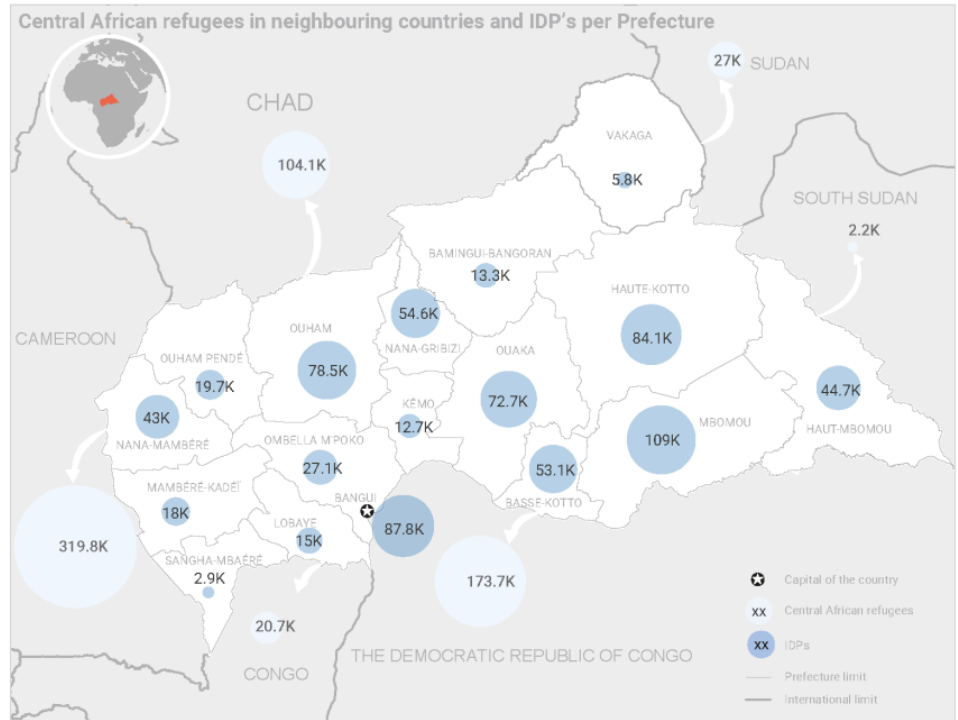 Central African refugees in neighbouring countries and IDP's per Prefecture
27K
SUDAN
CHAD
104.1K
VAKAGA
5.8K
SOUTH SUDAN
2.2K
BAMINGUI-BANGORAN
13.3K
HAUTE-KOTTO
84.1K
54.6K
NANA-GRIBIZI
OUHAM
78.5K
CAMEROON
OUHAM PENDÉ
19.7K
OUAKA
72.7K
44.7K
HAUT-MBOMOU
43K
NANA-MAMBÉRÉ
KÉMO
12.7K
MBOMOU
109K
OMBELLA M'POKO
27.1K
53.1K
BASSE-KOTTO
MAMBÉRÉ-KADÉÏ
18K
BANGUI
87.8K
LOBAYE
15K
319.8K
SANGHA-MBAÉRÉ
2.9K
173.7K
20.7K
CONGO
THE DEMOCRATIC REPUBLIC OF CONGO
Capital of the country
xx Central African refugees
xx IDPs
Prefecture limit
International limit